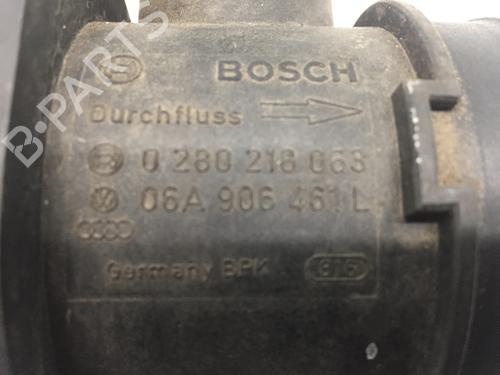 BOSCH
Durchfluss
0 280 218 063
06A 906 461 L
Germany BPK
B-PARTS